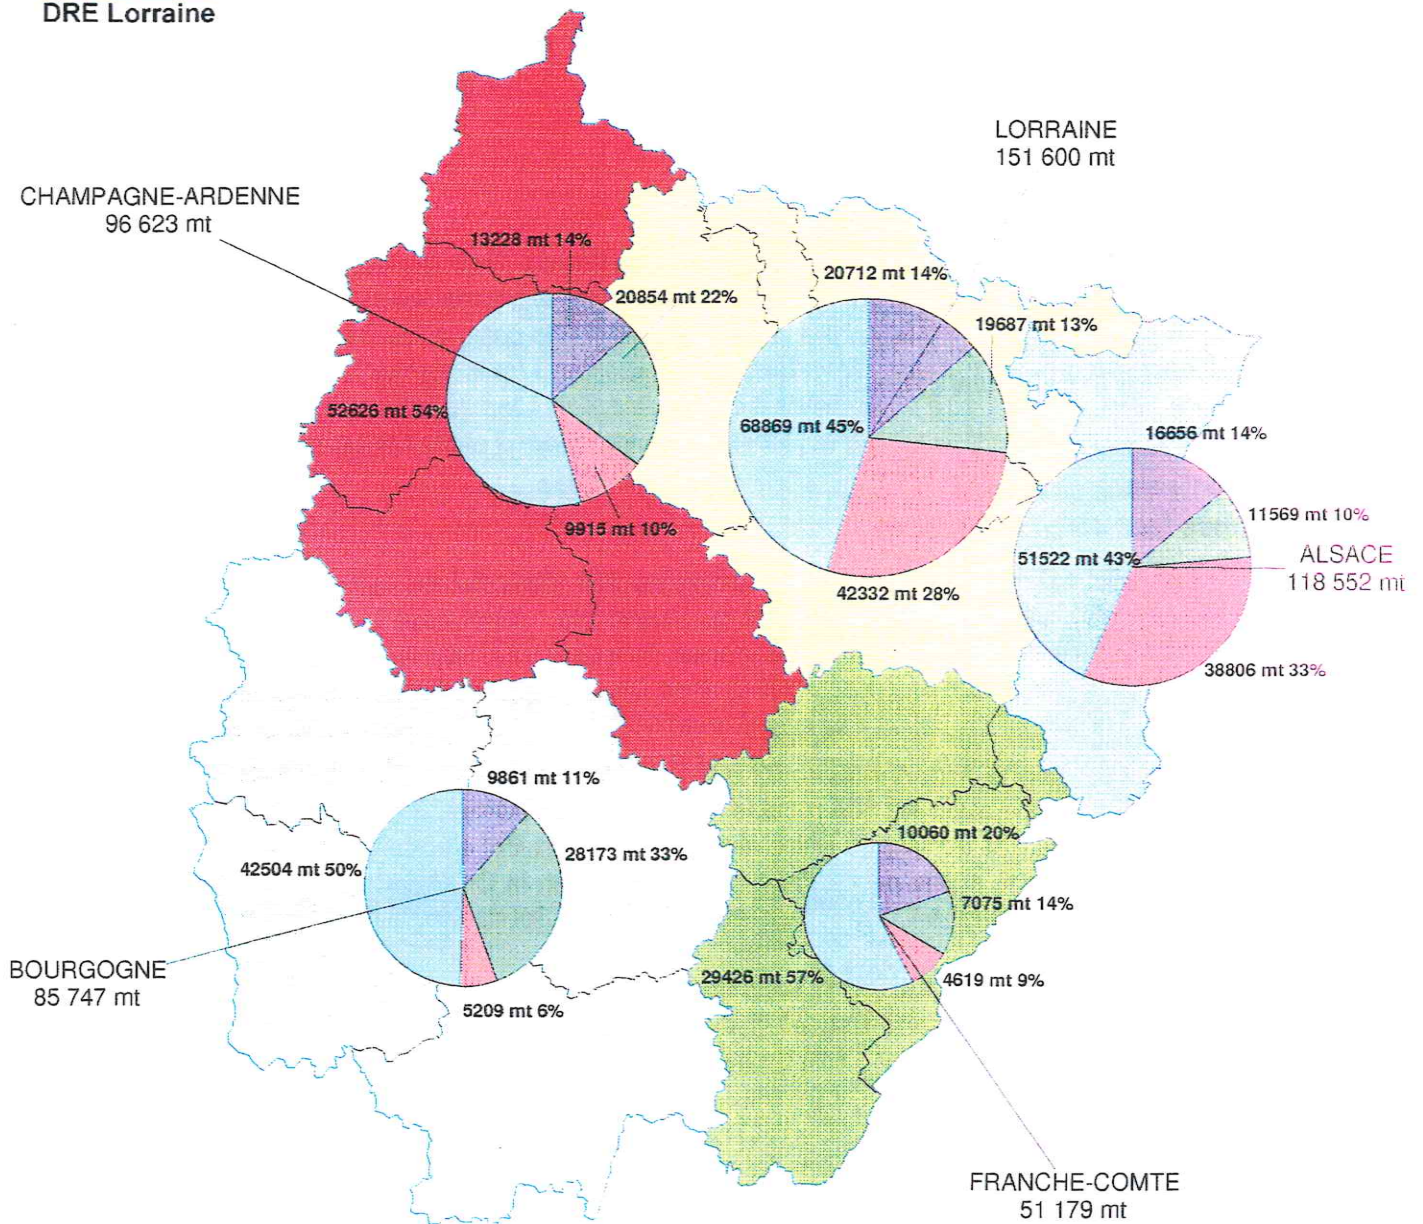 DRE Lorraine
LORRAINE
151 600 mt
CHAMPAGNE-ARDENNE
96 623 mt
13228 mt 14%
20854 mt 22%
52626 mt 54%
9915 mt 10%
20712 mt 14%
19687 mt 13%
68869 mt 45%
42332 mt 28%
16656 mt 14%
11569 mt 10%
51522 mt 43%
ALSACE
118 552 mt
38806 mt 33%
9861 mt 11%
28173 mt 33%
42504 mt 50%
5209 mt 6%
BOURGOGNE
85 747 mt
10060 mt 20%
7075 mt 14%
29426 mt 57%
4619 mt 9%
FRANCHE-COMTE
51 179 mt